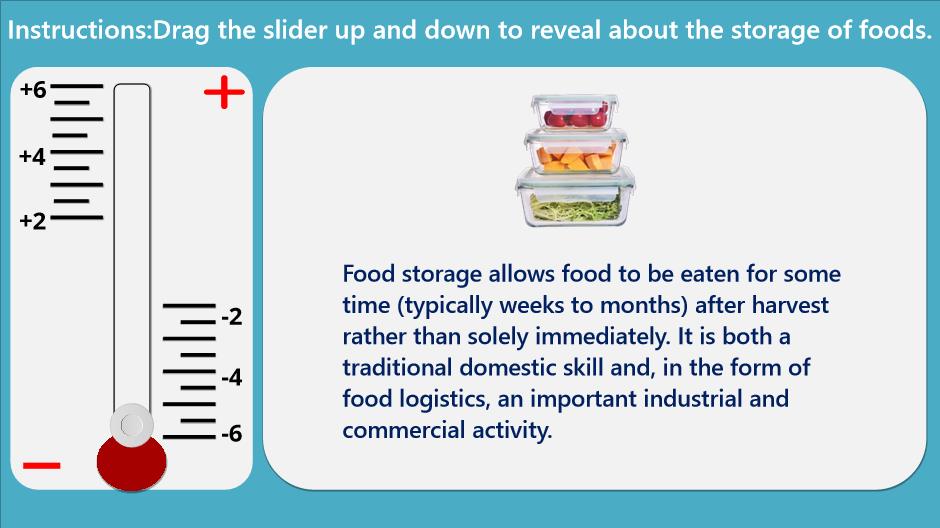 Instructions:Drag the slider up and down to reveal about the storage of foods.
+6
+4
+2
-2
-4
-6
Food storage allows food to be eaten for some
time (typically weeks to months) after harvest
rather than solely immediately. It is both a
traditional domestic skill and, in the form of
food logistics, an important industrial and
commercial activity.